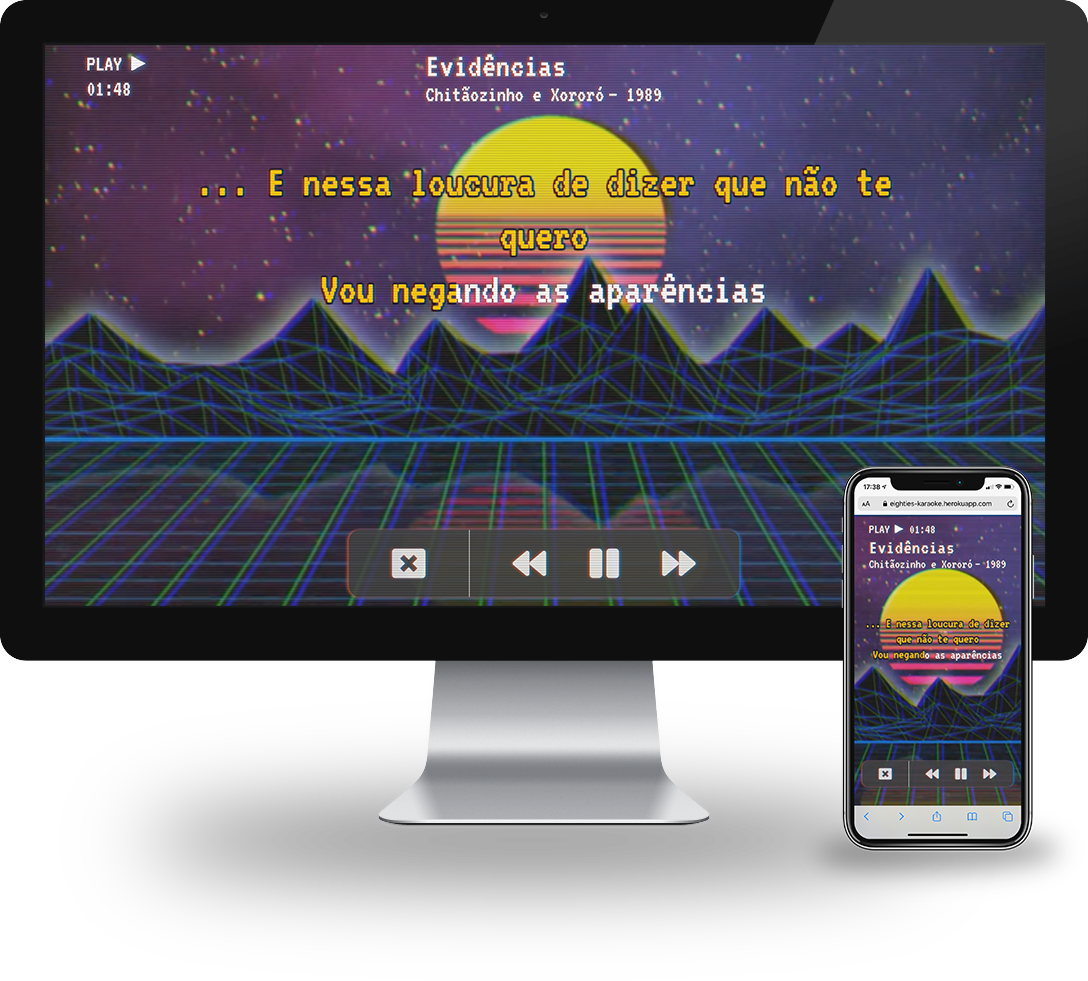 PLAY
01:48
Evidências
Chitãozinho e Xororó - 1989
... E nessa loucura de dizer que não te
quero
Vou negando as aparências
17:38
AA eighties-karaoke.herokuapp.com
PLAY 01:48
Evidências
Chitãozinho e Xororó - 1989
... E nessa loucura de dizer
que não te quero
Vou negando as aparências